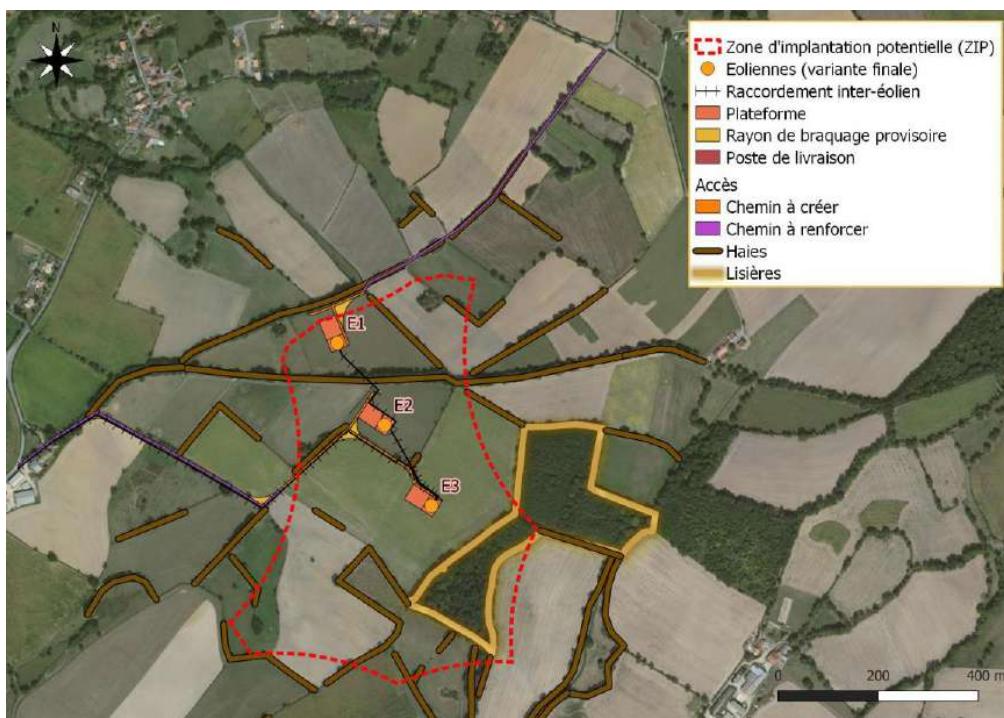 N
Zone d'implantation potentielle (ZIP)
Eoliennes (variante finale)
Raccordement inter-éolien
Plateforme
Rayon de braquage provisoire
Poste de livraison
Accès
Chemin à créer
Chemin à renforcer
Haies
Lisières
E1
E2
E3
0 200 400 m